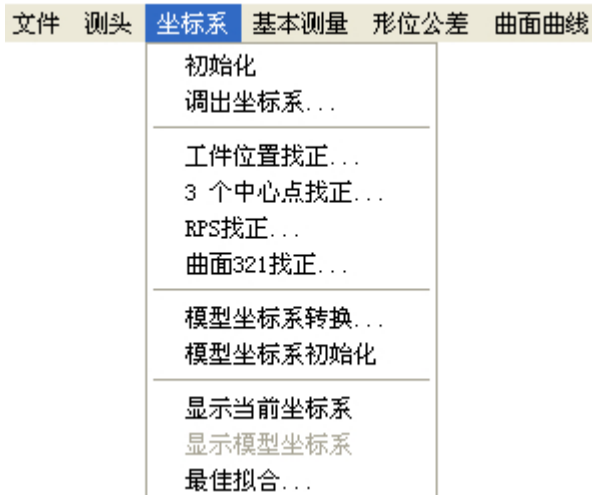 文件 测头 坐标系 基本测量 形位公差 曲面曲线
初始化
调出坐标系...
工件位置找正...
3 个中心点找正...
RPS找正...
曲面321找正...
模型坐标系转换...
模型坐标系初始化
显示当前坐标系
显示模型坐标系
最佳拟合...